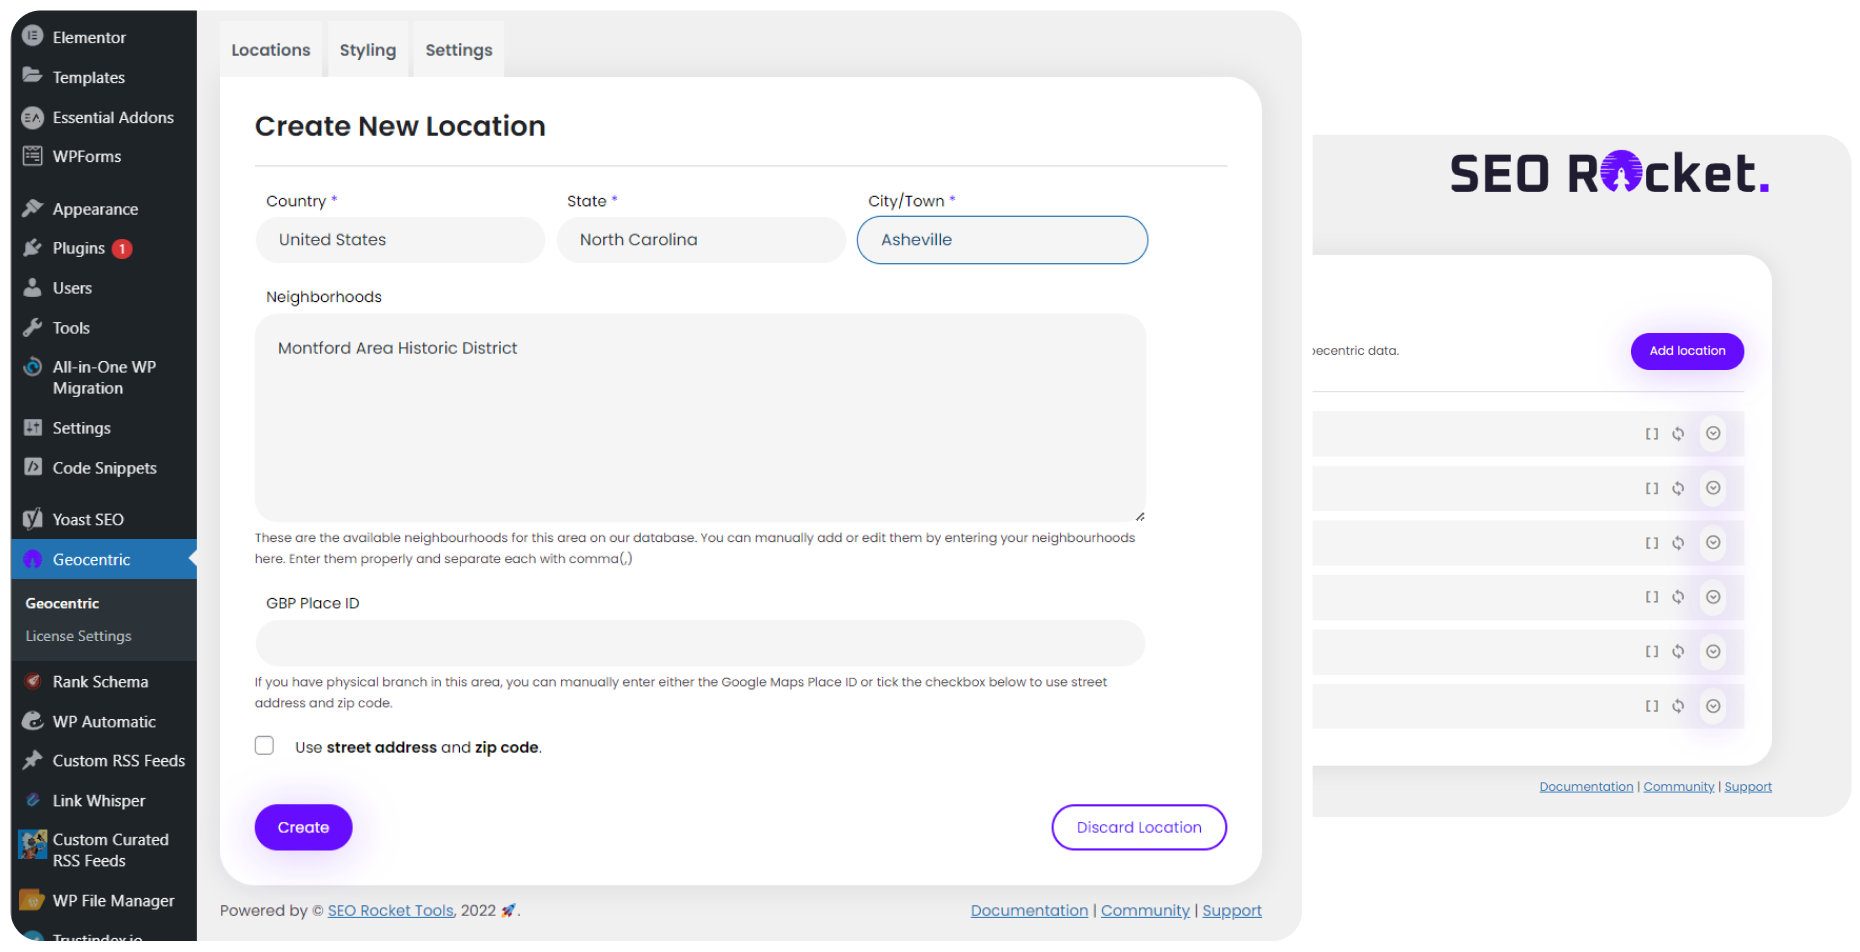 Elementor
Templates
Essential Addons
WPForms
Appearance
Plugins 1
Users
Tools
All-in-One WP
Migration
Settings
Code Snippets
Yoast SEO
Geocentric
Geocentric
License Settings
Rank Schema
WP Automatic
Custom RSS Feeds
Link Whisper
Custom Curated
RSS Feeds
WP File Manager
Trustindex.io
Locations
Styling
Settings
Create New Location
Country *
State *
City/Town *
United States
North Carolina
Asheville
Neighborhoods
Montford Area Historic District
These are the available neighbourhoods for this area on our database. You can manually add or edit them by entering your neighbourhoods
here. Enter them properly and separate each with comma(,)
GBP Place ID
If you have physical branch in this area, you can manually enter either the Google Maps Place ID or tick the checkbox below to use street
address and zip code.
Use street address and zip code.
Create
Discard Location
Powered by © SEO Rocket Tools, 2022 🚀.
Documentation | Community | Support
SEO Rocket.
data.
Add location
[]
[]
[]
[]
[]
[]
Documentation | Community | Support